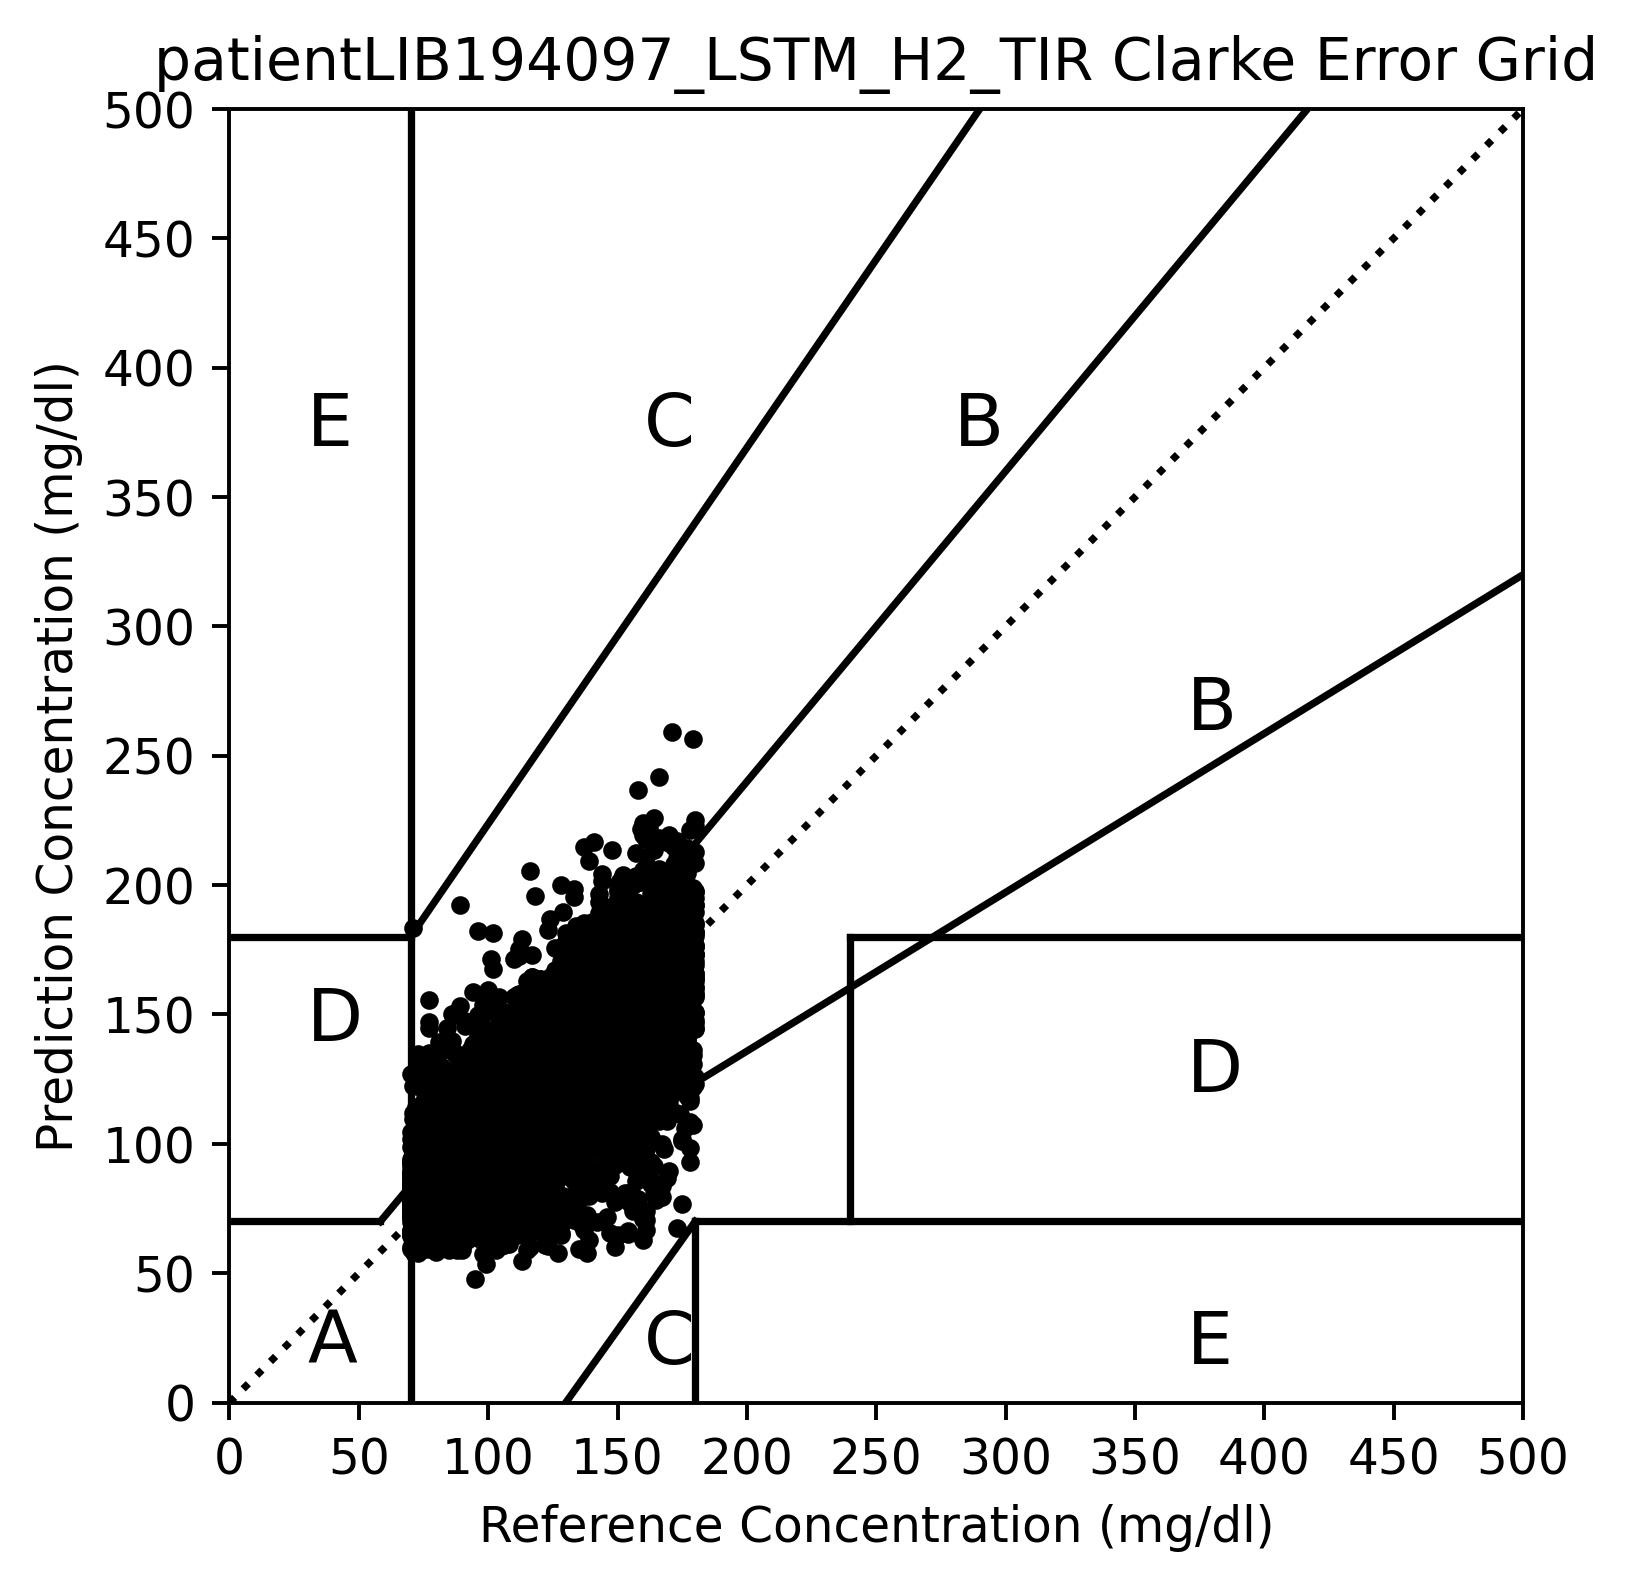 patientLIB194097_LSTM_H2_TIR Clarke Error Grid
500
450
400
350
300
250
200
150
100
50
0
Prediction Concentration (mg/dl)
E
C
B
B
D
D
A
C
E
0 50 100 150 200 250 300 350 400 450 500
Reference Concentration (mg/dl)